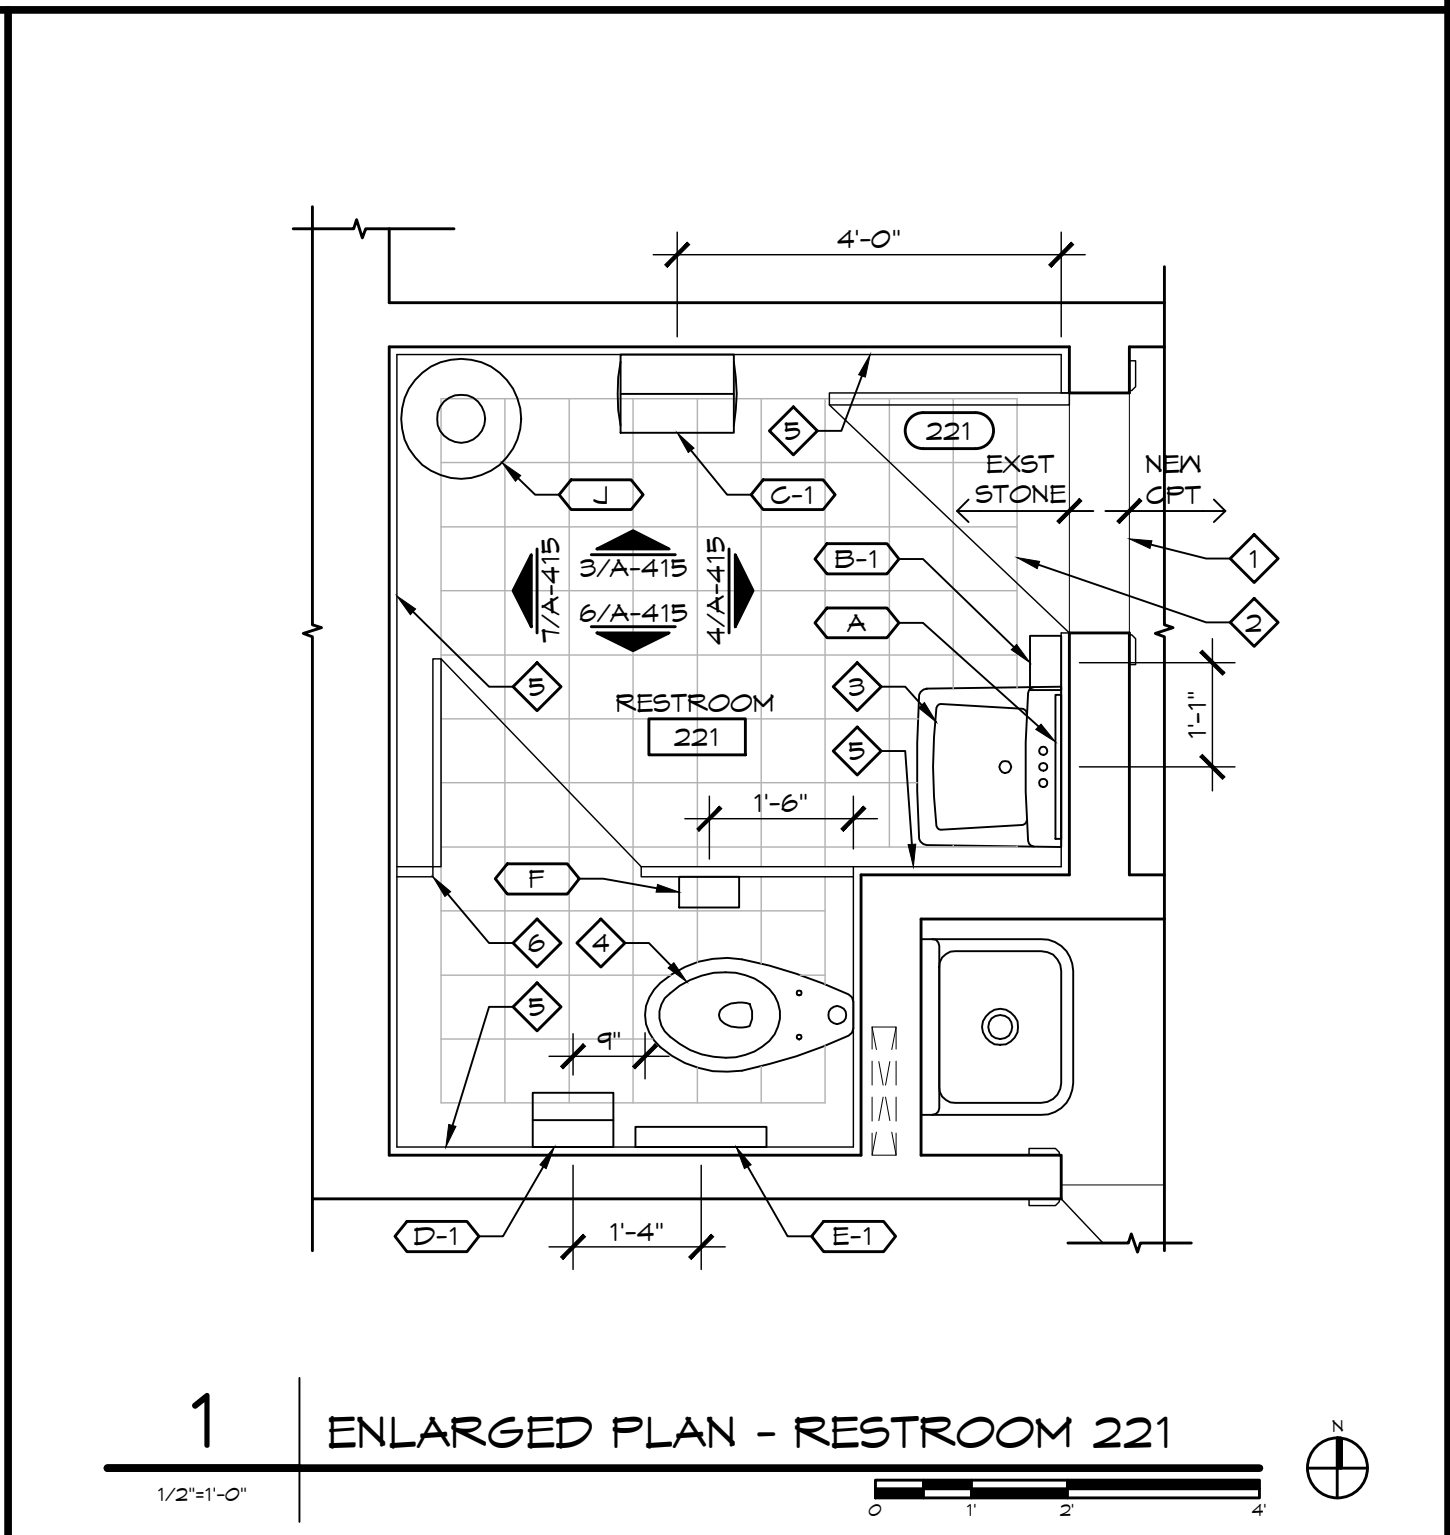 4'-0"
5
221
EXST
STONE
NEW
CPT
J
C-1
7/A-415
3/A-415
6/A-415
4/A-415
B-1
1
A
2
5
RESTROOM
221
3
5
1'-1"
1'-6"
F
6
4
5
9"
D-1
1'-4"
E-1
1
ENLARGED PLAN - RESTROOM 221
1/2"=1'-0"
0 1' 2' 4'
N